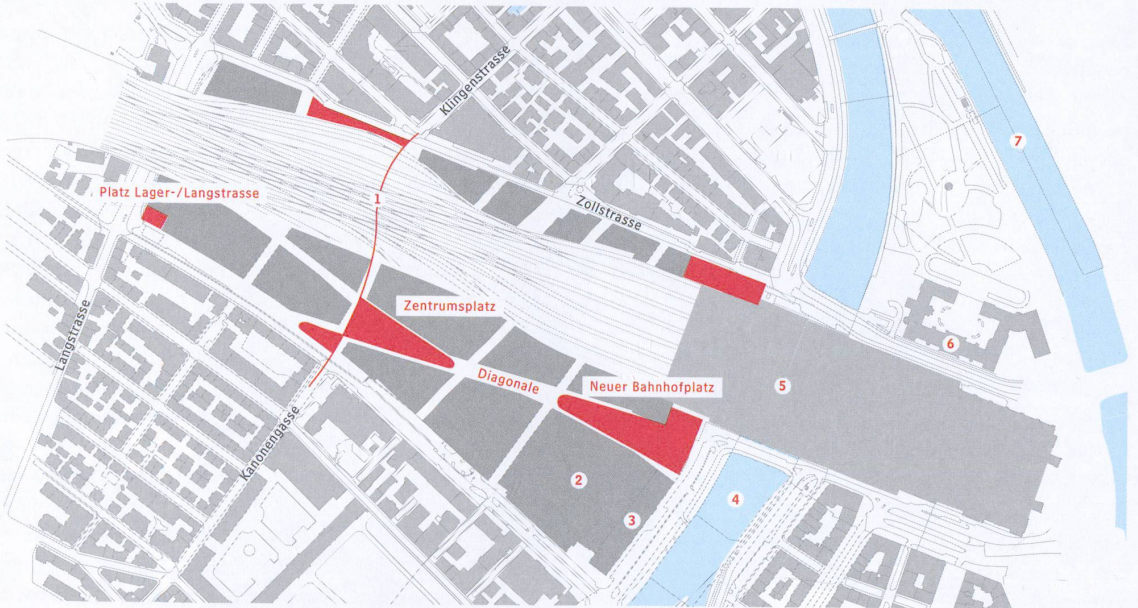 Klingenstrasse
7
Platz Lager-/Langstrasse
1
Zollstrasse
Zentrumsplatz
6
Langstrasse
Diagonale
Neuer Bahnhofplatz
5
Kanonengasse
2
4
3